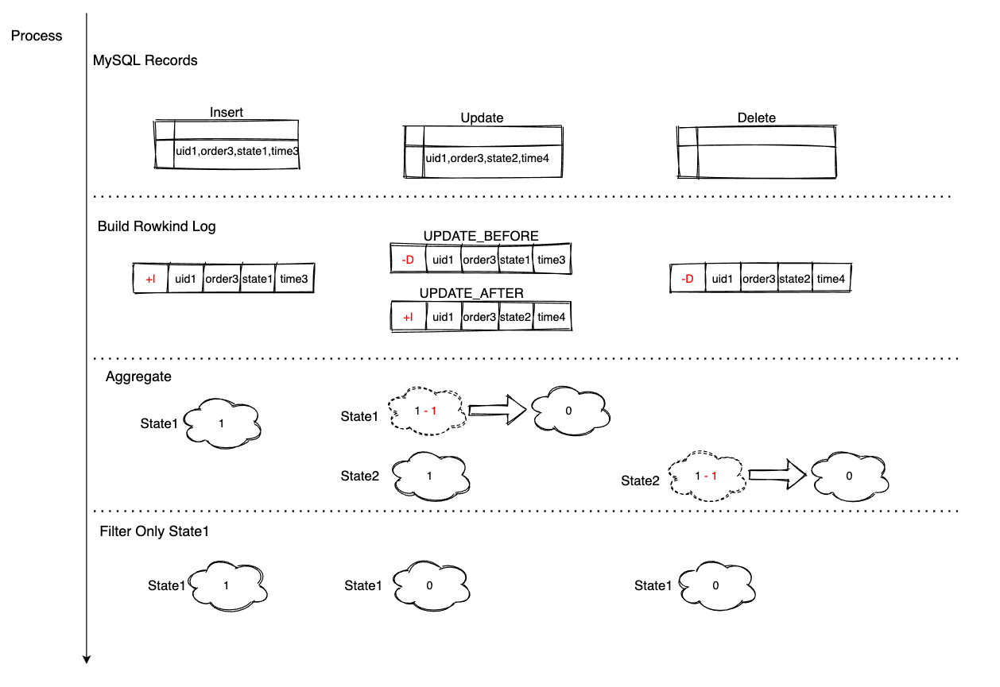 Process
MySQL Records
Insert
Update
Delete
uid1,order3,state1,time3
uid1,order3,state2,time4
Build Rowkind Log
UPDATE_BEFORE
-D uid1 order3 state1 time3
+I uid1 order3 state1 time3
-D uid1 order3 state2 time4
UPDATE_AFTER
+I uid1 order3 state2 time4
Aggregate
State1 1
State1 1 - 1 0
State2 1
State2 1 - 1 0
Filter Only State1
State1 1
State1 0
State1 0